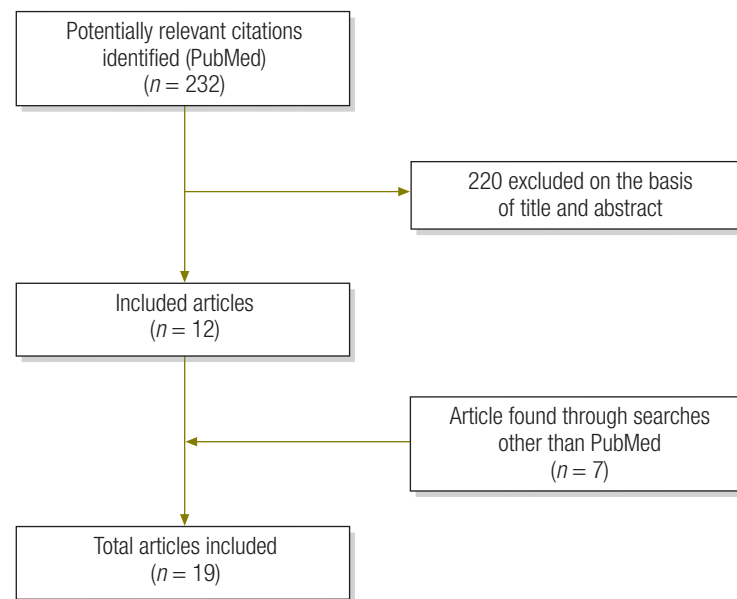 Potentially relevant citations
identified (PubMed)
(n = 232)
220 excluded on the basis
of title and abstract
Included articles
(n = 12)
Article found through searches
other than PubMed
(n = 7)
Total articles included
(n = 19)